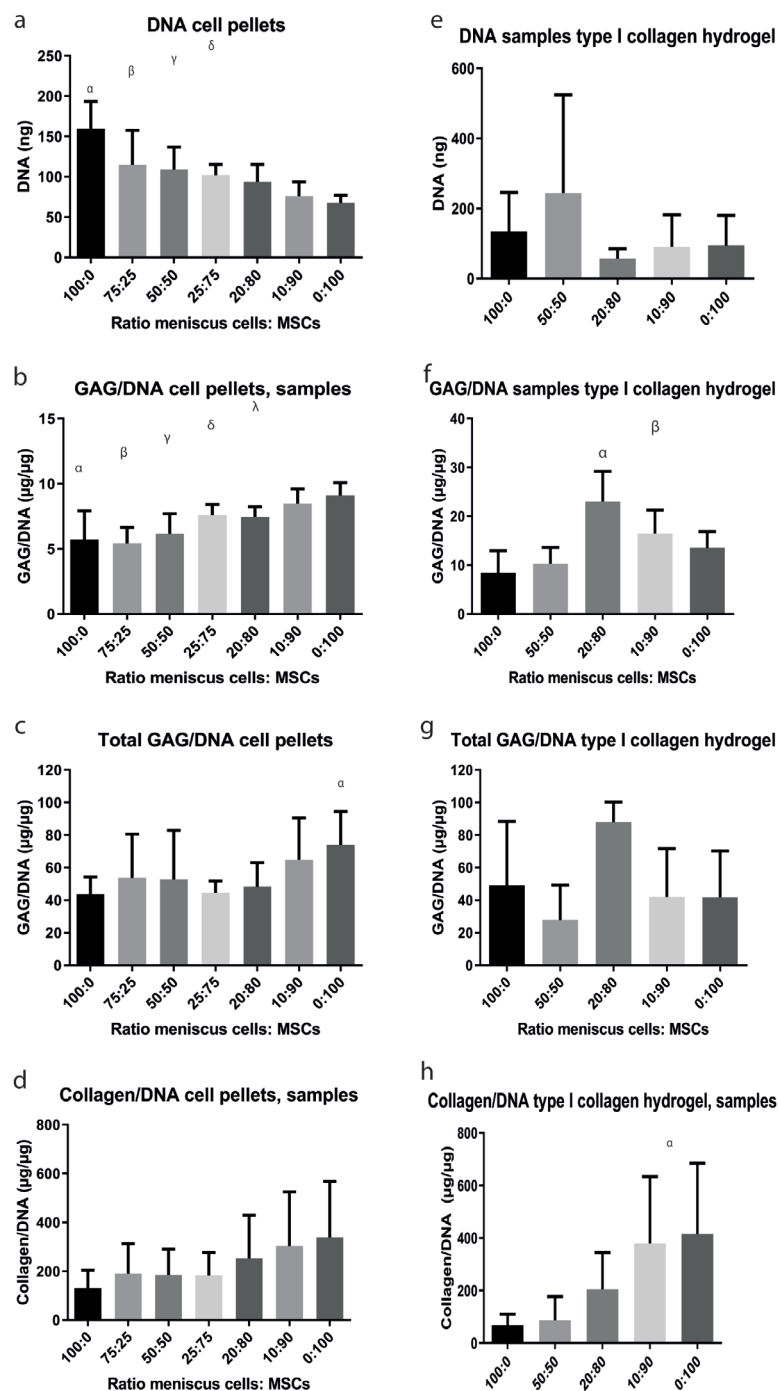 a
DNA cell pellets
DNA (ng)
250
200
150
100
50
0
α
β
γ
δ
100:0
75:25
50:50
25:75
20:80
10:90
0:100
Ratio meniscus cells: MSCs
e
DNA samples type I collagen hydrogel
DNA (ng)
600
400
200
0
100:0
50:50
20:80
10:90
0:100
Ratio meniscus cells: MSCs
b
GAG/DNA cell pellets, samples
GAG/DNA (µg/µg)
15
10
5
0
α
β
γ
δ
λ
100:0
75:25
50:50
25:75
20:80
10:90
0:100
Ratio meniscus cells: MSCs
f
GAG/DNA samples type I collagen hydrogel
GAG/DNA (µg/µg)
40
30
20
10
0
α
β
100:0
50:50
20:80
10:90
0:100
Ratio meniscus cells: MSCs
c
Total GAG/DNA cell pellets
GAG/DNA (µg/µg)
120
100
80
60
40
20
0
α
100:0
75:25
50:50
25:75
20:80
10:90
0:100
Ratio meniscus cells: MSCs
g
Total GAG/DNA type I collagen hydrogel
GAG/DNA (µg/µg)
120
100
80
60
40
20
0
100:0
50:50
20:80
10:90
0:100
Ratio meniscus cells: MSCs
d
Collagen/DNA cell pellets, samples
Collagen/DNA (µg/µg)
800
600
400
200
0
100:0
75:25
50:50
25:75
20:80
10:90
0:100
Ratio meniscus cells: MSCs
h
Collagen/DNA type I collagen hydrogel, samples
Collagen/DNA (µg/µg)
800
600
400
200
0
α
100:0
50:50
20:80
10:90
0:100
Ratio meniscus cells: MSCs